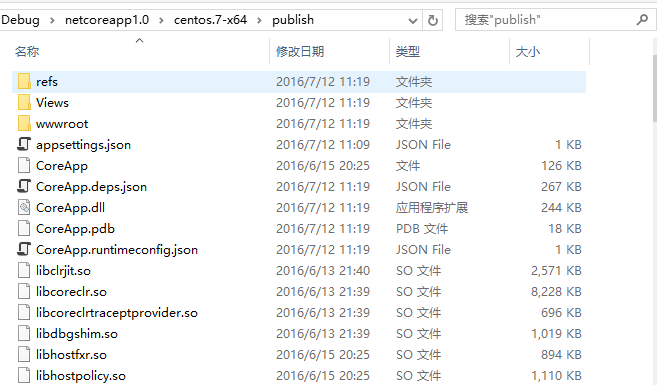 Debug > netcoreapp1.0 > centos.7-x64 > publish 搜索"publish"
名称 修改日期 类型 大小
refs 2016/7/12 11:19 文件夹
Views 2016/7/12 11:19 文件夹
wwwroot 2016/7/12 11:19 文件夹
appsettings.json 2016/7/12 11:09 JSON File 1 KB
CoreApp 2016/6/15 20:25 文件 126 KB
CoreApp.deps.json 2016/7/12 11:19 JSON File 267 KB
CoreApp.dll 2016/7/12 11:19 应用程序扩展 244 KB
CoreApp.pdb 2016/7/12 11:19 PDB 文件 18 KB
CoreApp.runtimeconfig.json 2016/7/12 11:19 JSON File 1 KB
libclrjit.so 2016/6/13 21:40 SO 文件 2,571 KB
libcoreclr.so 2016/6/13 21:39 SO 文件 8,228 KB
libcoreclrtraceptprovider.so 2016/6/13 21:39 SO 文件 696 KB
libdbgshim.so 2016/6/13 21:39 SO 文件 1,019 KB
libhostfxr.so 2016/6/15 20:25 SO 文件 894 KB
libhostpolicy.so 2016/6/15 20:25 SO 文件 1,110 KB